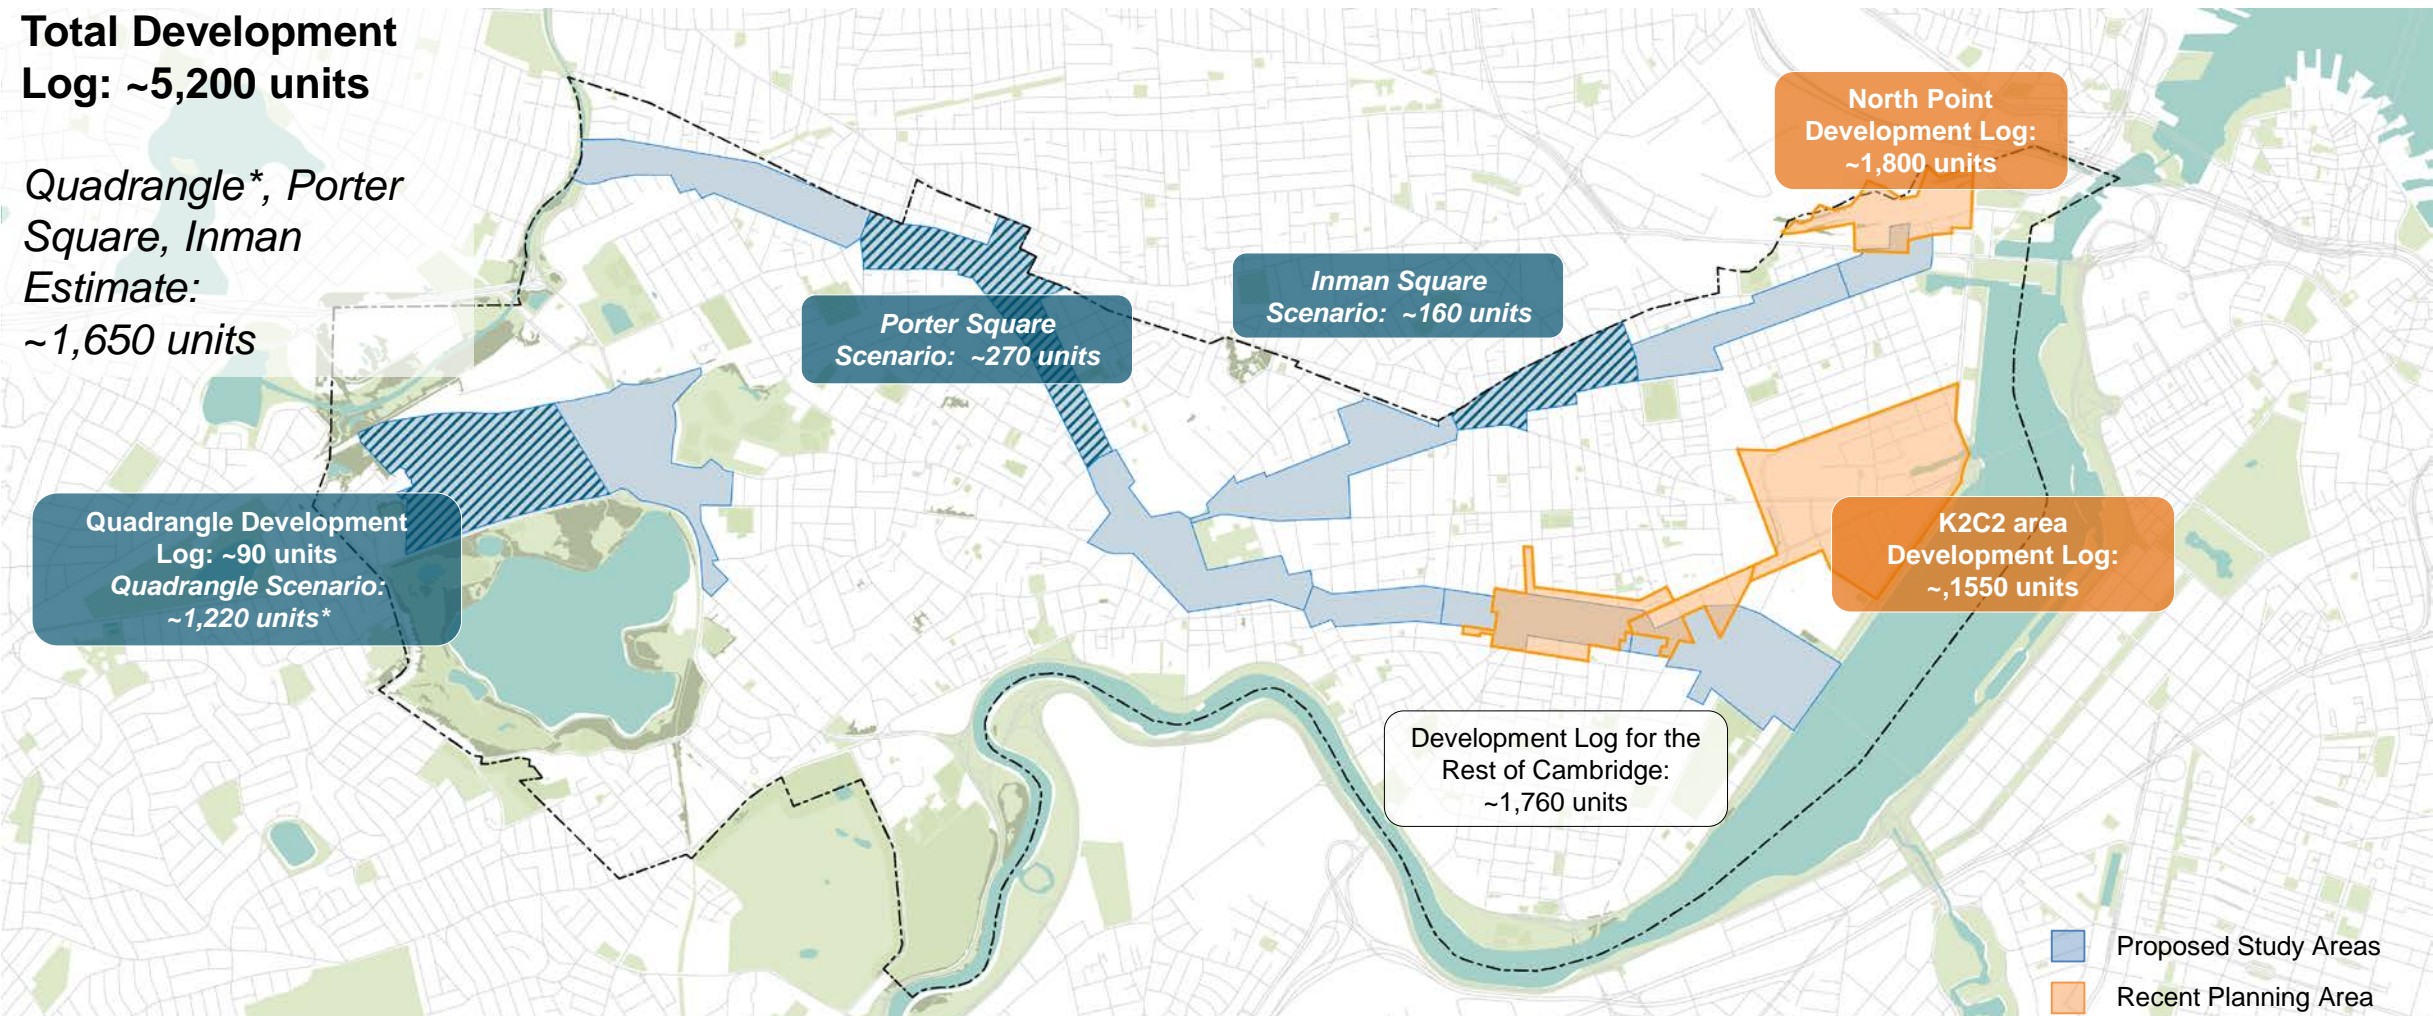 Total Development
Log: ~5,200 units
Quadrangle*, Porter
Square, Inman
Estimate:
~1,650 units
North Point
Development Log:
~1,800 units
Inman Square
Scenario: ~160 units
Porter Square
Scenario: ~270 units
Quadrangle Development
Log: ~90 units
Quadrangle Scenario:
~1,220 units*
K2C2 area
Development Log:
~,1550 units
Development Log for the
Rest of Cambridge:
~1,760 units
Proposed Study Areas
Recent Planning Area